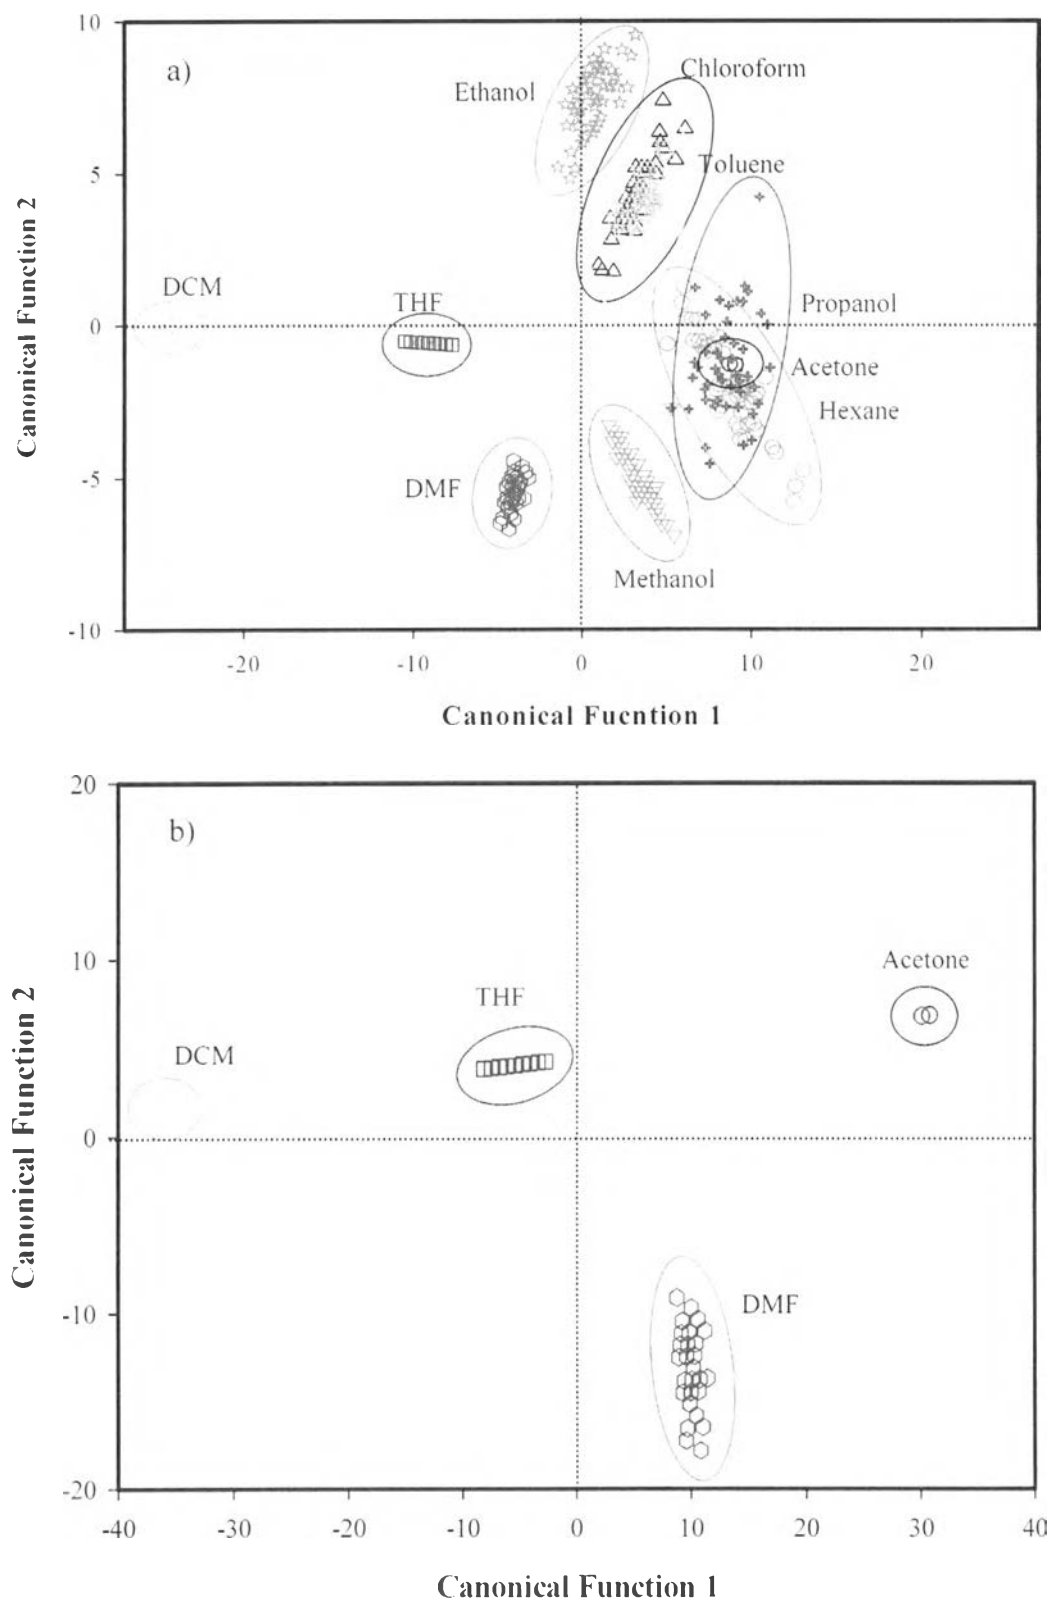 10
a)
Chloroform
Ethanol
5
Toluene
DCM
THF
Propanol
0
Acetone
Hexane
DMF
-5
Methanol
-10
-20 -10 0 10 20
Canonical Function 2
Canonical Fucntion 1
20
b)
10
Acetone
THF
DCM
0
DMF
-10
-20
-40 -30 -20 -10 0 10 20 30 40
Canonical Function 2
Canonical Function 1